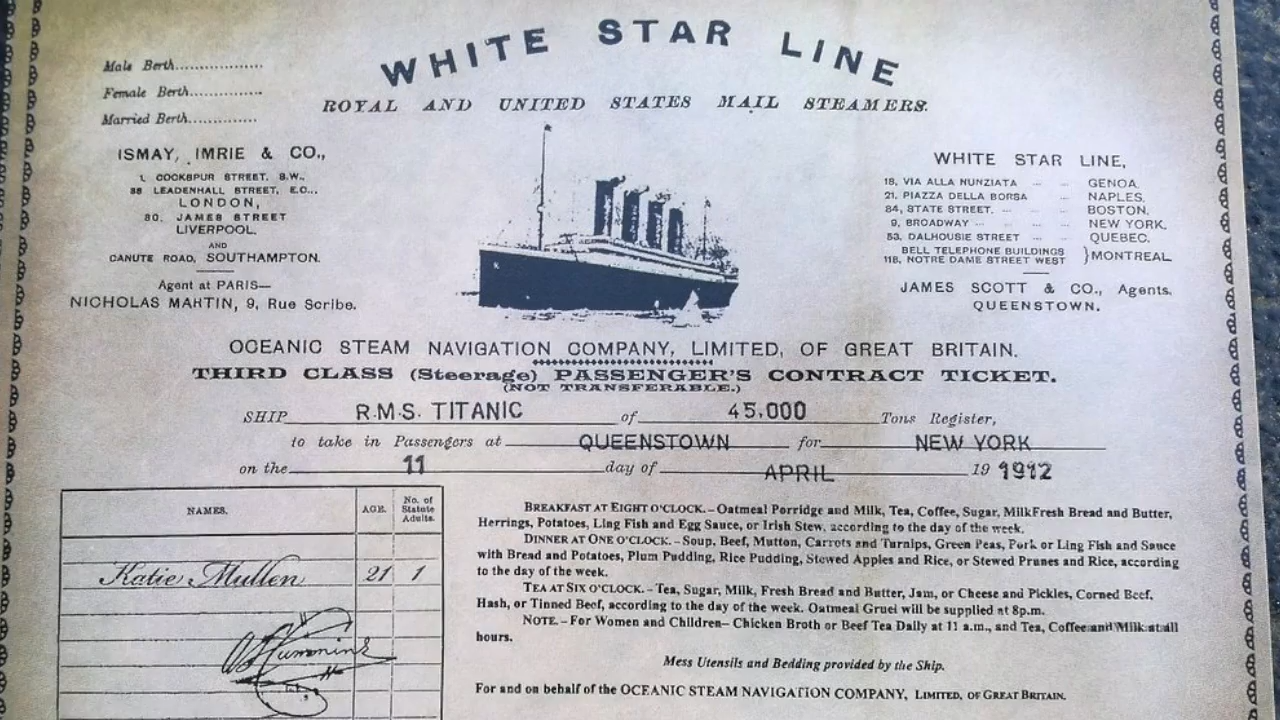 WHITE STAR LINE
ROYAL AND UNITED STATES MAIL STEAMERS.
Male Berth..................
Female Berth..............
Married Berth.............
ISMAY, IMRIE & CO.,
1, COCKSPUR STREET, S.W.,
38 LEADENHALL STREET, E.C.,.
LONDON,
30. JAMES STREET
LIVERPOOL.
AND
CANUTE ROAD, SOUTHAMPTON.
Agent at PARIS—
NICHOLAS MARTIN, 9, Rue Scribe.
WHITE STAR LINE,
18, VIA ALLA NUNZIATA ... ... GENOA.
21, PIAZZA DELLA BORSA ... NAPLES.
84, STATE STREET. ... ... BOSTON.
9, BROADWAY ... ... ... NEW YORK.
53, DALHOUSIE STREET ... ... QUEBEC.
BELL TELEPHONE BUILDINGS
118, NOTRE DAME STREET WEST } MONTREAL
JAMES SCOTT & CO., Agents.
QUEENSTOWN.
OCEANIC STEAM NAVIGATION COMPANY, LIMITED, OF GREAT BRITAIN.
THIRD CLASS (Steerage) PASSENGER'S CONTRACT TICKET.
(NOT TRANSFERABLE.)
SHIP R.M.S. TITANIC of 45,000 Tons Register,
to take in Passengers at QUEENSTOWN for NEW YORK
on the 11 day of APRIL 19 1912
NAMES. AGE. No. of Statute Adults.
Katie Mullen 21 1
BREAKFAST AT EIGHT O'CLOCK.–Oatmeal Porridge and Milk, Tea, Coffee, Sugar, MilkFresh Bread and Butter,
Herrings, Potatoes, Ling Fish and Egg Sauce, or Irish Stew, according to the day of the week.
DINNER AT ONE O'CLOCK.–Soup, Beef, Mutton, Carrots and Turnips, Green Peas, Pork or Ling Fish and Sauce
with Bread and Potatoes, Plum Pudding, Rice Pudding, Stewed Apples and Rice, or Stewed Prunes and Rice, according
to the day of the week.
TEA AT SIX O'CLOCK.–Tea, Sugar, Milk, Fresh Bread and Butter, Jam, or Cheese and Pickles, Corned Beef,
Hash, or Tinned Beef, according to the day of the week. Oatmeal Gruel will be supplied at 8p.m.
NOTE.–For Women and Children– Chicken Broth or Beef Tea Daily at 11 a.m., and Tea, Coffee and Milk at all
hours.
Mess Utensils and Bedding provided by the Ship.
For and on behalf of the OCEANIC STEAM NAVIGATION COMPANY, LIMITED, OF GREAT BRITAIN.